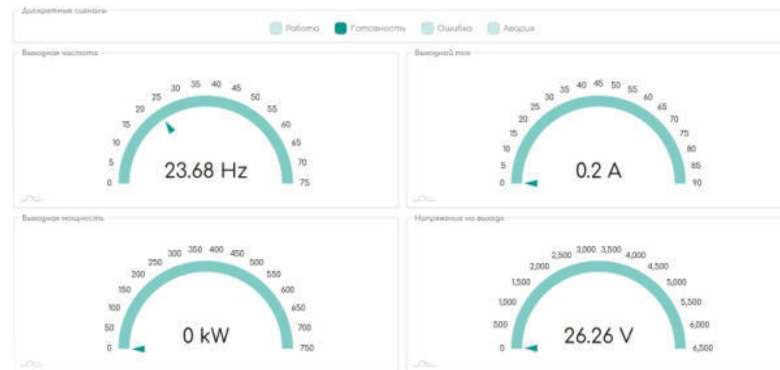 Дискретные сигналы
Работа Готовность Ошибка Авария
Выходная частота
0 5 10 15 20 25 30 35 40 45 50 55 60 65 70 75
23.68 Hz
Выходной ток
0 5 10 15 20 25 30 35 40 45 50 55 60 65 70 75 80 85 90
0.2 A
Выходная мощность
0 50 100 150 200 250 300 350 400 450 500 550 600 650 700 750
0 kW
Напряжение на выходе
0 500 1,000 1,500 2,000 2,500 3,000 3,500 4,000 4,500 5,000 5,500 6,000 6,500
26.26 V